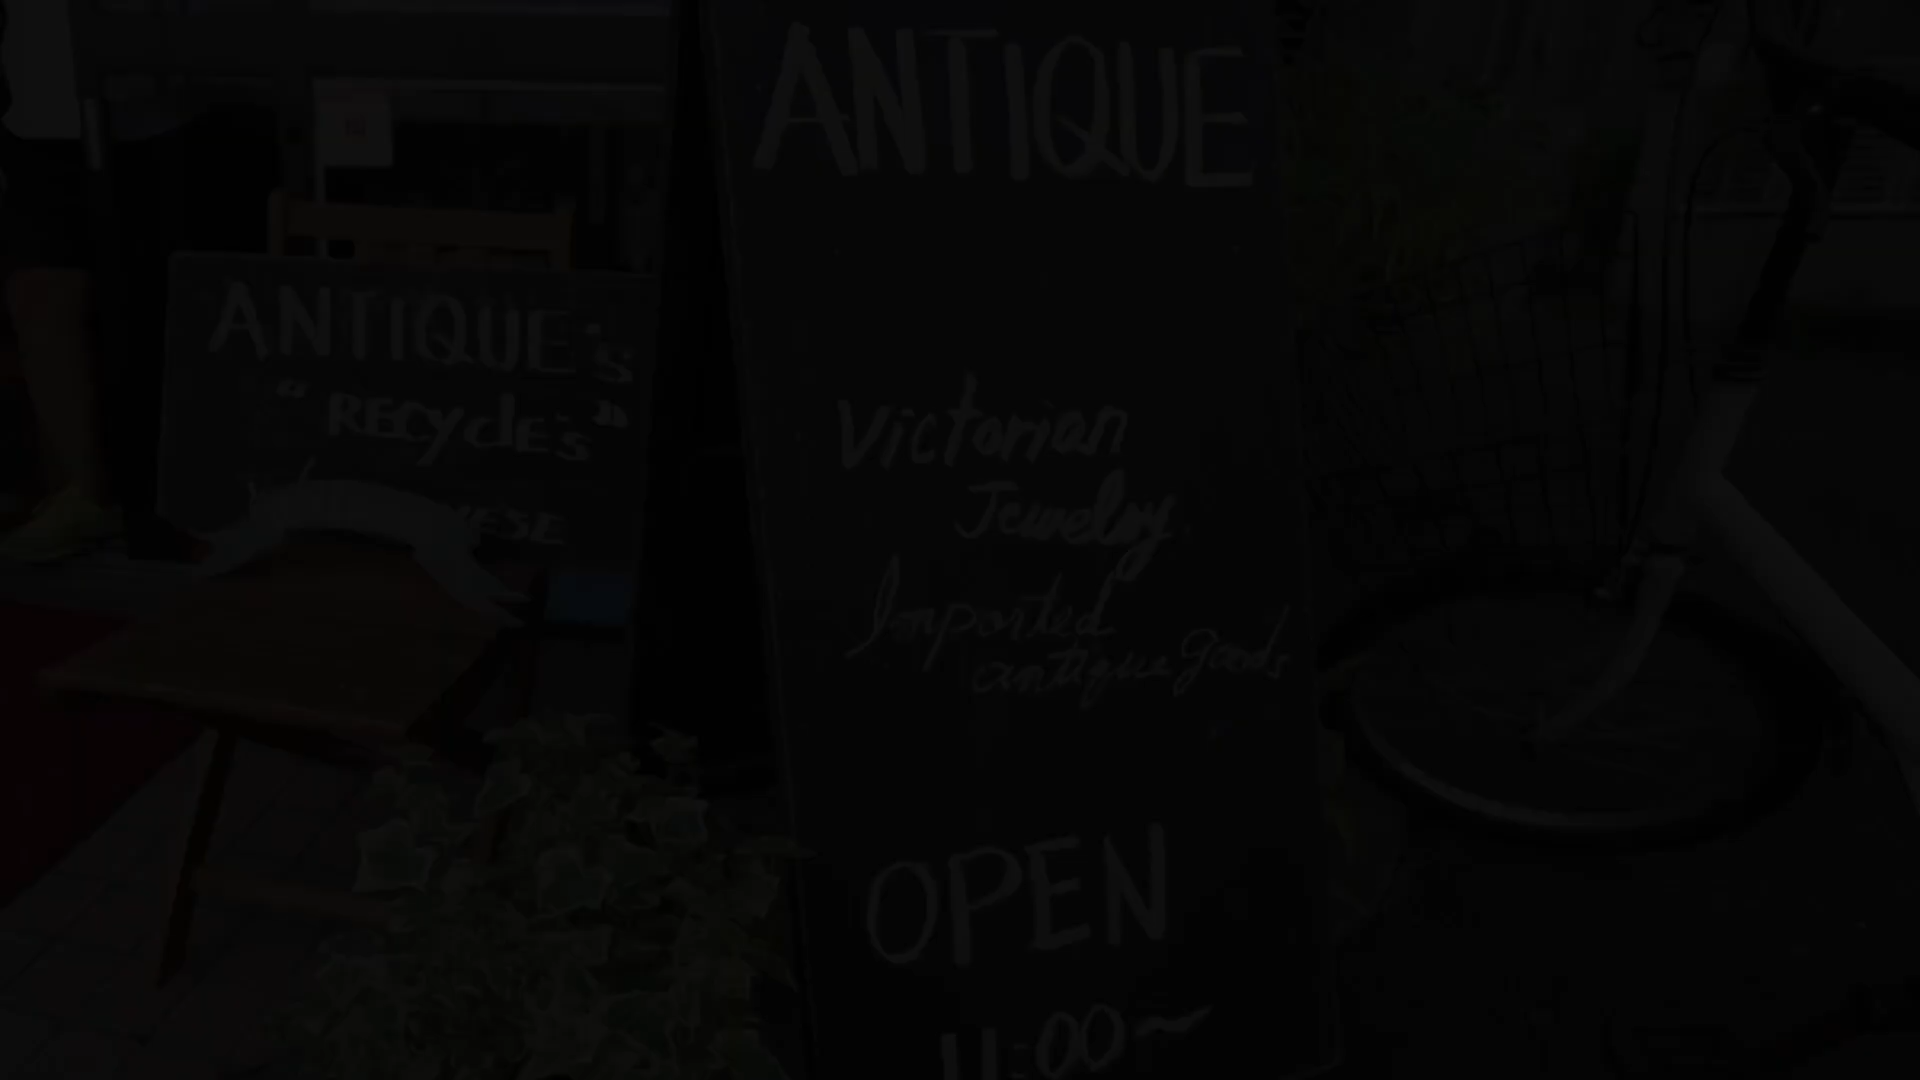 ANTIQUE
Victorian
Jewelry
Imported
antique goods
OPEN
11:00~
ANTIQUE's
"RECYclE's"